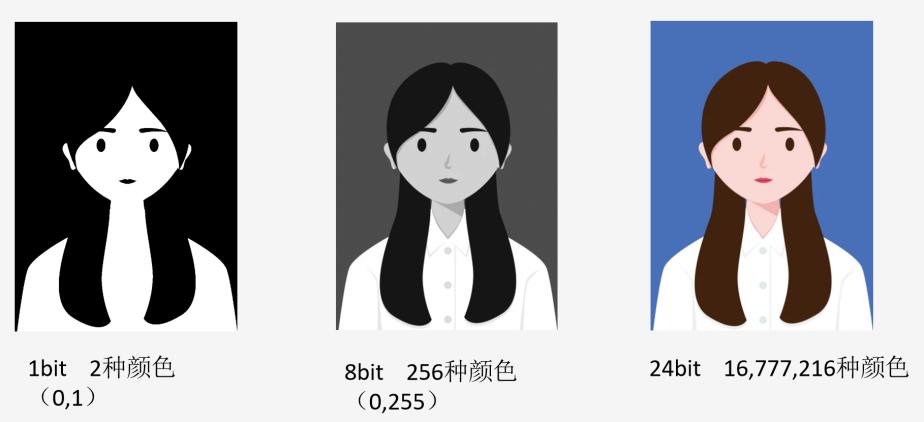 1bit 2种颜色
（0,1）
8bit 256种颜色
（0,255）
24bit 16,777,216种颜色